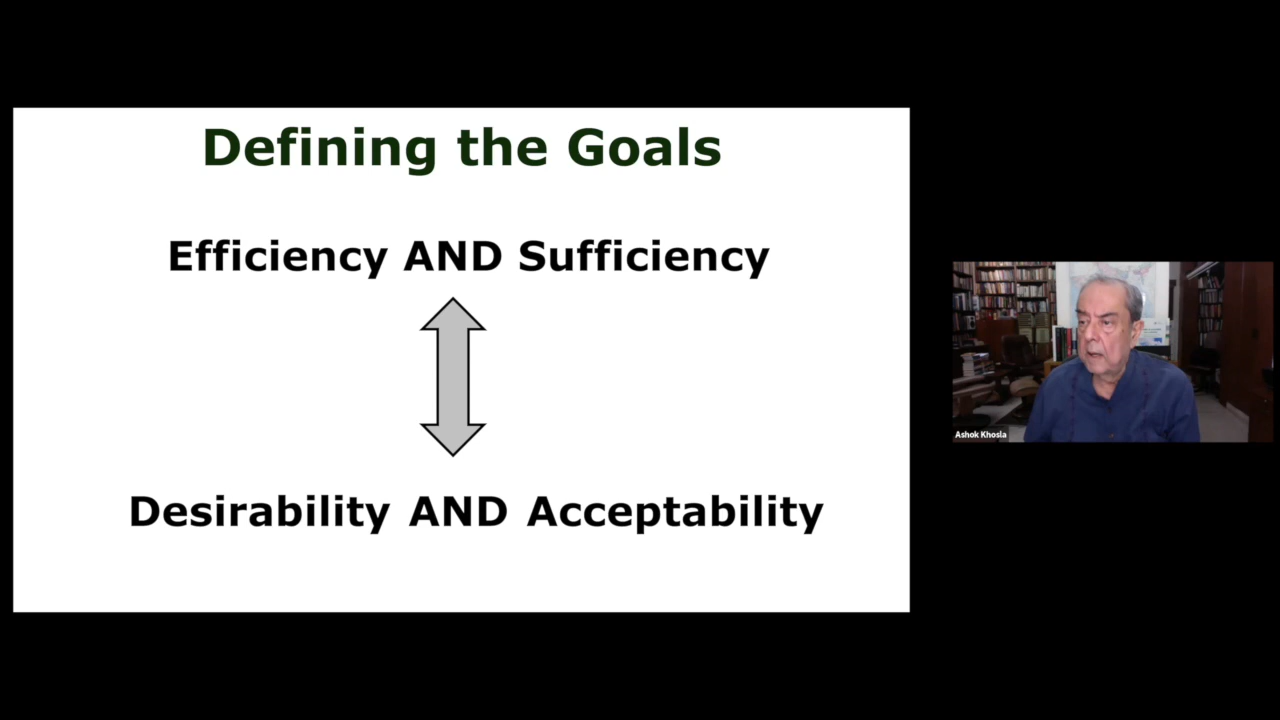 Defining the Goals
Efficiency AND Sufficiency
Desirability AND Acceptability
Ashok Khosla